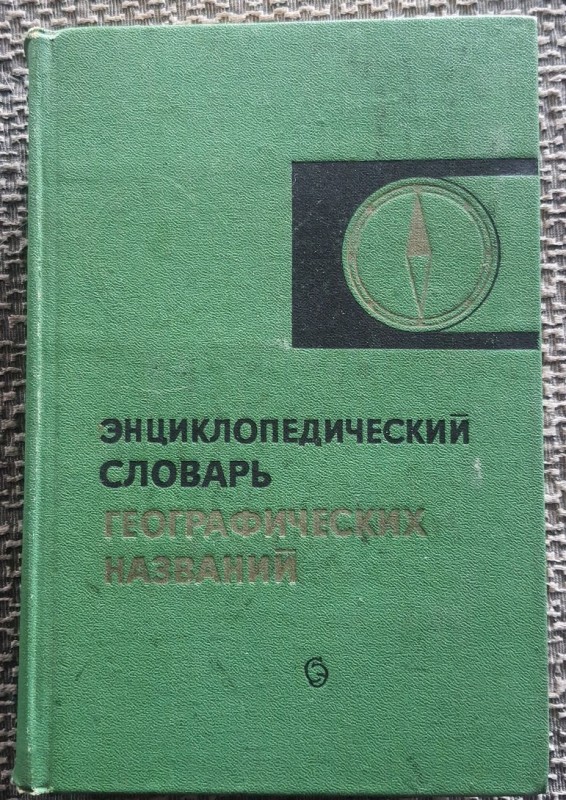 ЭНЦИКЛОПЕДИЧЕСКИЙ
СЛОВАРЬ
ГЕОГРАФИЧЕСКИХ
НАЗВАНИЙ